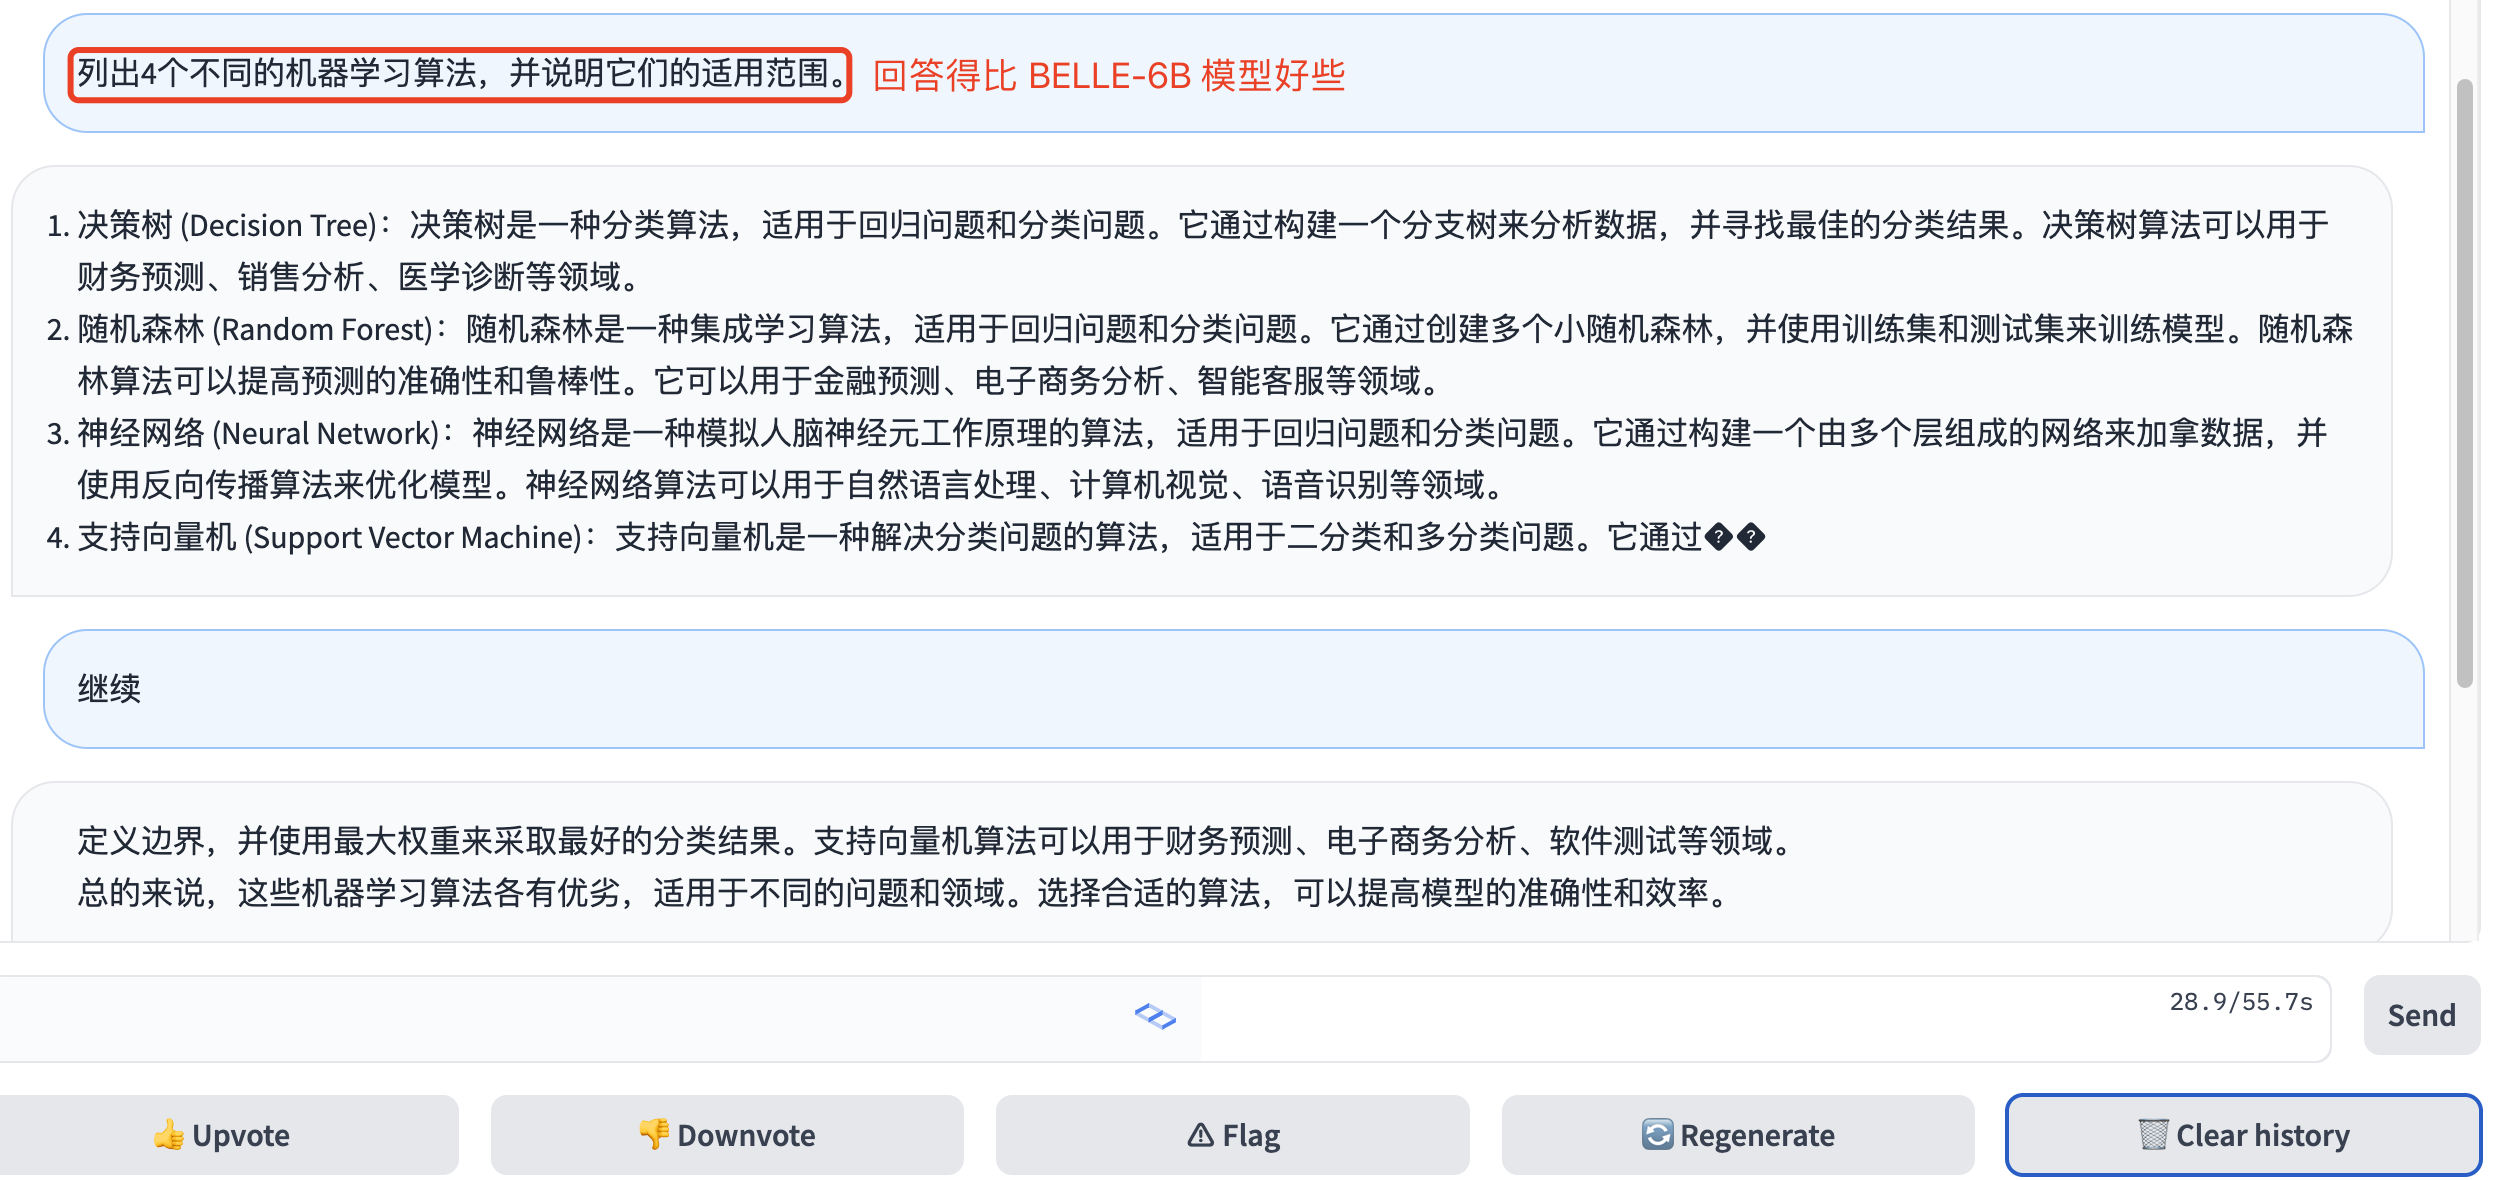 列出4个不同的机器学习算法，并说明它们的适用范围。 回答得比 BELLE-6B 模型好些
1. 决策树 (Decision Tree)：决策树是一种分类算法，适用于回归问题和分类问题。它通过构建一个分支树来分析数据，并寻找最佳的分类结果。决策树算法可以用于
财务预测、销售分析、医学诊断等领域。
2. 随机森林 (Random Forest)：随机森林是一种集成学习算法，适用于回归问题和分类问题。它通过创建多个小随机森林，并使用训练集和测试集来训练模型。随机森
林算法可以提高预测的准确性和鲁棒性。它可以用于金融预测、电子商务分析、智能客服等领域。
3. 神经网络 (Neural Network)：神经网络是一种模拟人脑神经元工作原理的算法，适用于回归问题和分类问题。它通过构建一个由多个层组成的网络来加拿数据，并
使用反向传播算法来优化模型。神经网络算法可以用于自然语言处理、计算机视觉、语音识别等领域。
4. 支持向量机 (Support Vector Machine)：支持向量机是一种解决分类问题的算法，适用于二分类和多分类问题。它通过��
继续
定义边界，并使用最大权重来采取最好的分类结果。支持向量机算法可以用于财务预测、电子商务分析、软件测试等领域。
总的来说，这些机器学习算法各有优劣，适用于不同的问题和领域。选择合适的算法，可以提高模型的准确性和效率。
28.9/55.7s
Send
👍 Upvote
👎 Downvote
⚠ Flag
🔄 Regenerate
🗑 Clear history